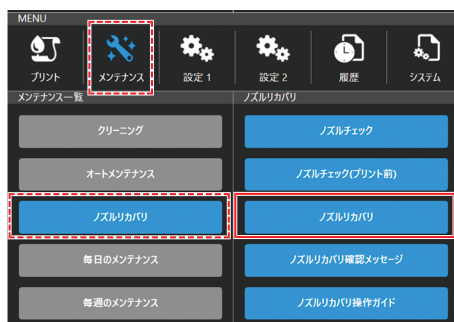 MENU
プリント
メンテナンス
設定 1
設定 2
履歴
システム
メンテナンス一覧
ノズルリカバリ
クリーニング
ノズルチェック
オートメンテナンス
ノズルチェック(プリント前)
ノズルリカバリ
ノズルリカバリ
毎日のメンテナンス
ノズルリカバリ確認メッセージ
毎週のメンテナンス
ノズルリカバリ操作ガイド